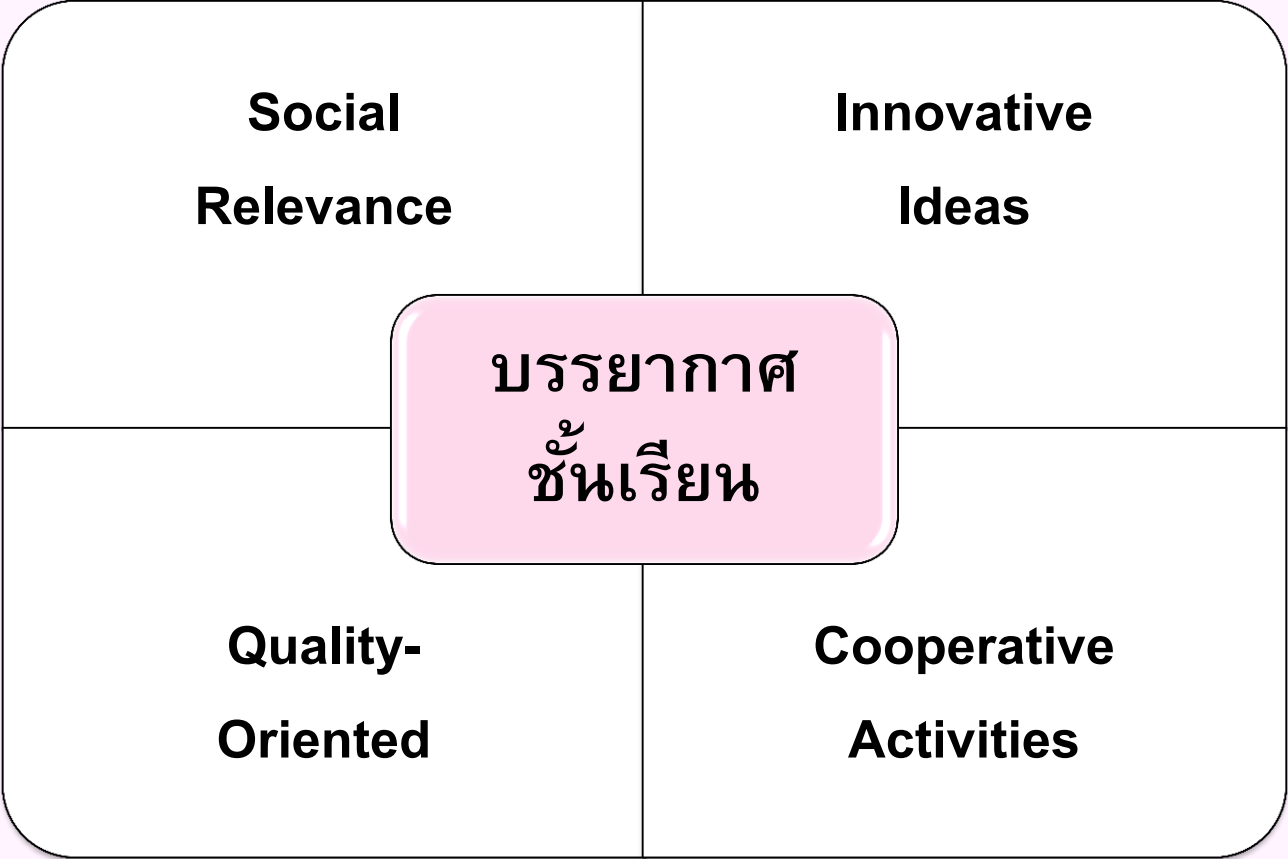 Social
Relevance
Innovative
Ideas
บรรยากาศ
ชั้นเรียน
Quality-
Oriented
Cooperative
Activities